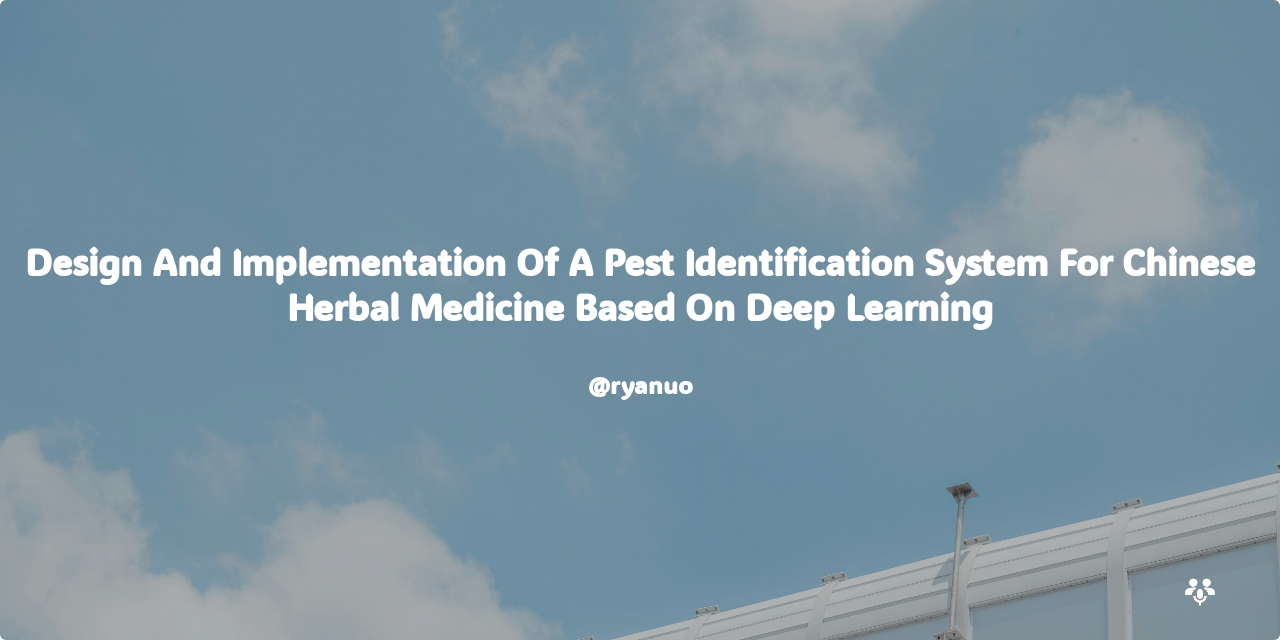 Design And Implementation Of A Pest Identification System For Chinese
Herbal Medicine Based On Deep Learning
@ryanuo